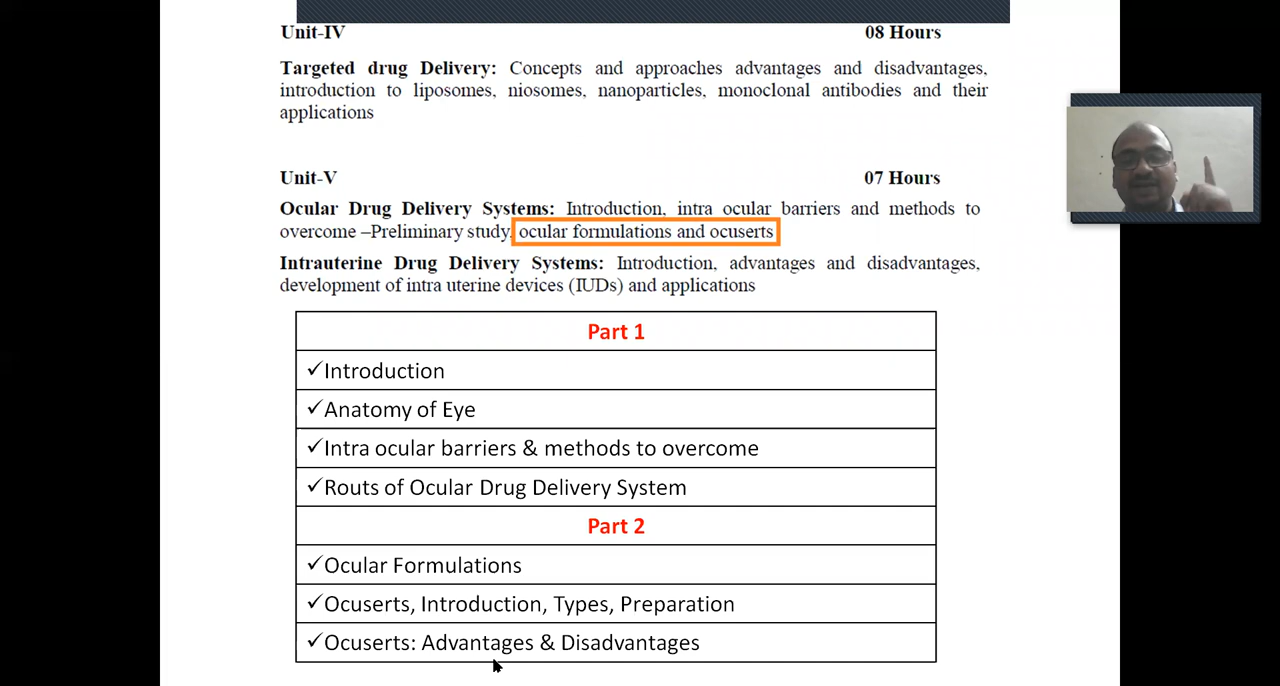 Unit-IV 08 Hours
Targeted drug Delivery: Concepts and approaches advantages and disadvantages,
introduction to liposomes, niosomes, nanoparticles, monoclonal antibodies and their
applications
Unit-V 07 Hours
Ocular Drug Delivery Systems: Introduction, intra ocular barriers and methods to
overcome –Preliminary study, ocular formulations and ocuserts
Intrauterine Drug Delivery Systems: Introduction, advantages and disadvantages,
development of intra uterine devices (IUDs) and applications
Part 1
✓Introduction
✓Anatomy of Eye
✓Intra ocular barriers & methods to overcome
✓Routs of Ocular Drug Delivery System
Part 2
✓Ocular Formulations
✓Ocuserts, Introduction, Types, Preparation
✓Ocuserts: Advantages & Disadvantages